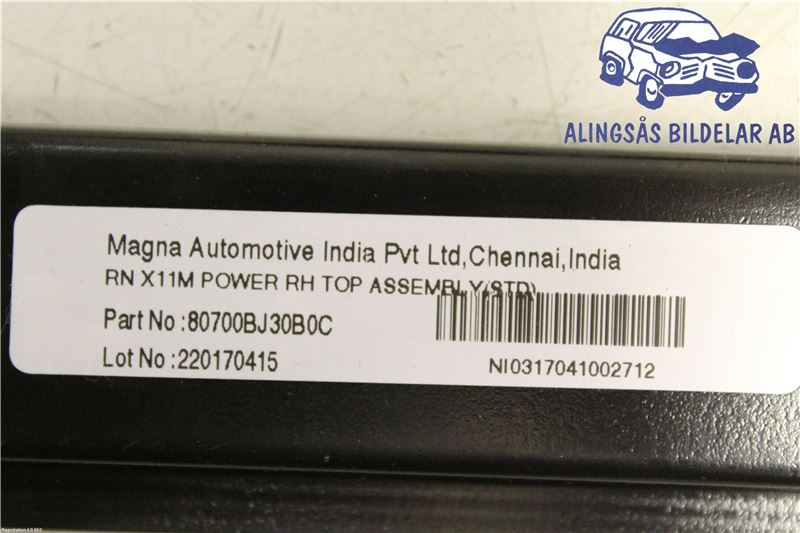 ALINGSÅS BILDELAR AB
Magna Automotive India Pvt Ltd,Chennai,India
RN X11M POWER RH TOP ASSEMBLY(STD)
Part No :80700BJ30B0C
Lot No :220170415
NI0317041002712